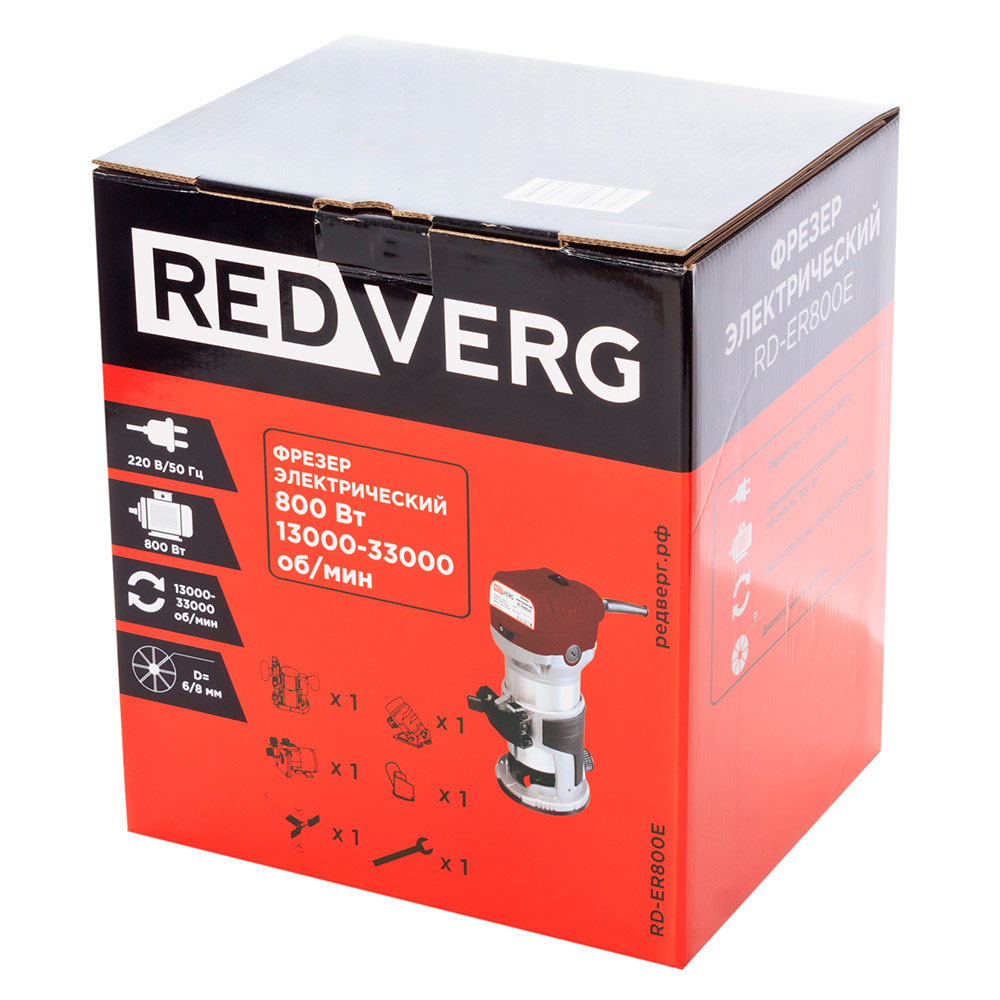 REDVERG
220 В/50 Гц
800 Вт
13000-
33000
об/мин
D=
6/8 мм
ФРЕЗЕР
ЭЛЕКТРИЧЕСКИЙ
800 Вт
13000-33000
об/мин
REDVERG
x 1
x 1
x 1
x 1
x 1
x 1
редверг.рф
RD-ER800E
ФРЕЗЕР
ЭЛЕКТРИЧЕСКИЙ
RD-ER800E